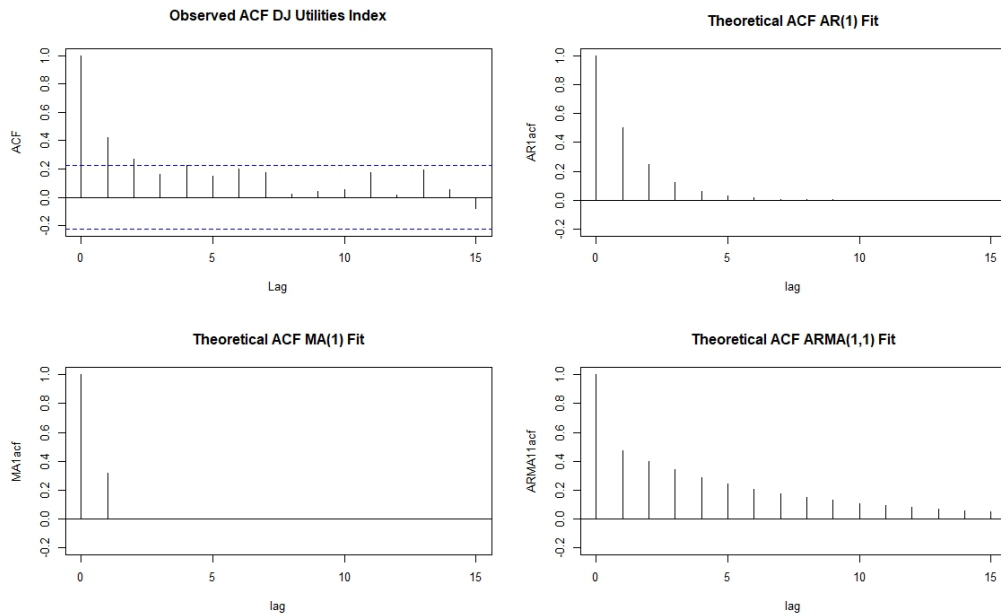 Observed ACF DJ Utilities Index
ACF
1.0
0.8
0.6
0.4
0.2
0.0
-0.2
0 5 10 15
Lag
Theoretical ACF AR(1) Fit
AR1acf
1.0
0.8
0.6
0.4
0.2
0.0
-0.2
0 5 10 15
lag
Theoretical ACF MA(1) Fit
MA1acf
1.0
0.8
0.6
0.4
0.2
0.0
-0.2
0 5 10 15
lag
Theoretical ACF ARMA(1,1) Fit
ARMA11acf
1.0
0.8
0.6
0.4
0.2
0.0
-0.2
0 5 10 15
lag